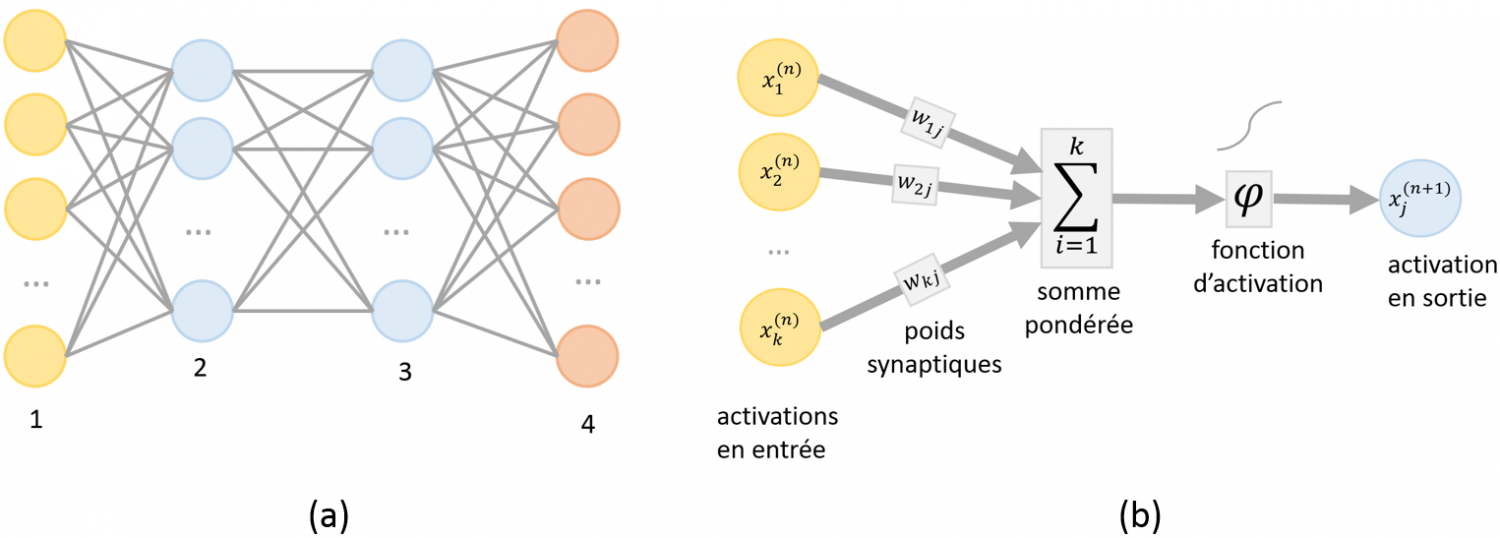 ...
...
...
...
1
2
3
4
(a)
x_1^{(n)}
x_2^{(n)}
...
x_k^{(n)}
activations
en entrée
w_{1j}
w_{2j}
w_{kj}
poids
synaptiques
\sum_{i=1}^{k}
somme
pondérée
φ
fonction
d’activation
x_j^{(n+1)}
activation
en sortie
(b)